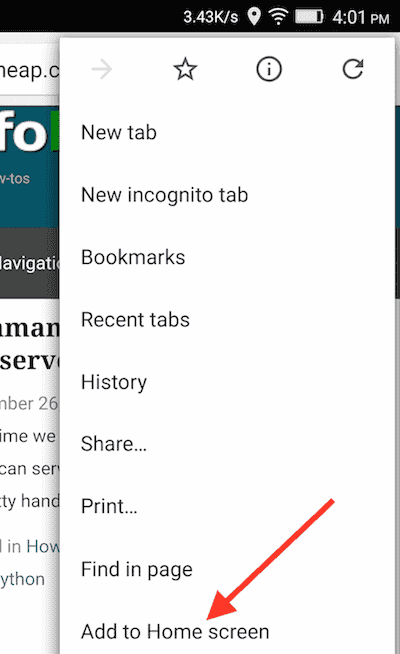 3.43K/s 4:01 PM
heap.c
fo
w-tos
New tab
New incognito tab
Navigatio
Bookmarks
Recent tabs
man
serve
History
mber 26
ime we
Share...
can serv
tty hand
Print...
d in How
ython
Find in page
Add to Home screen